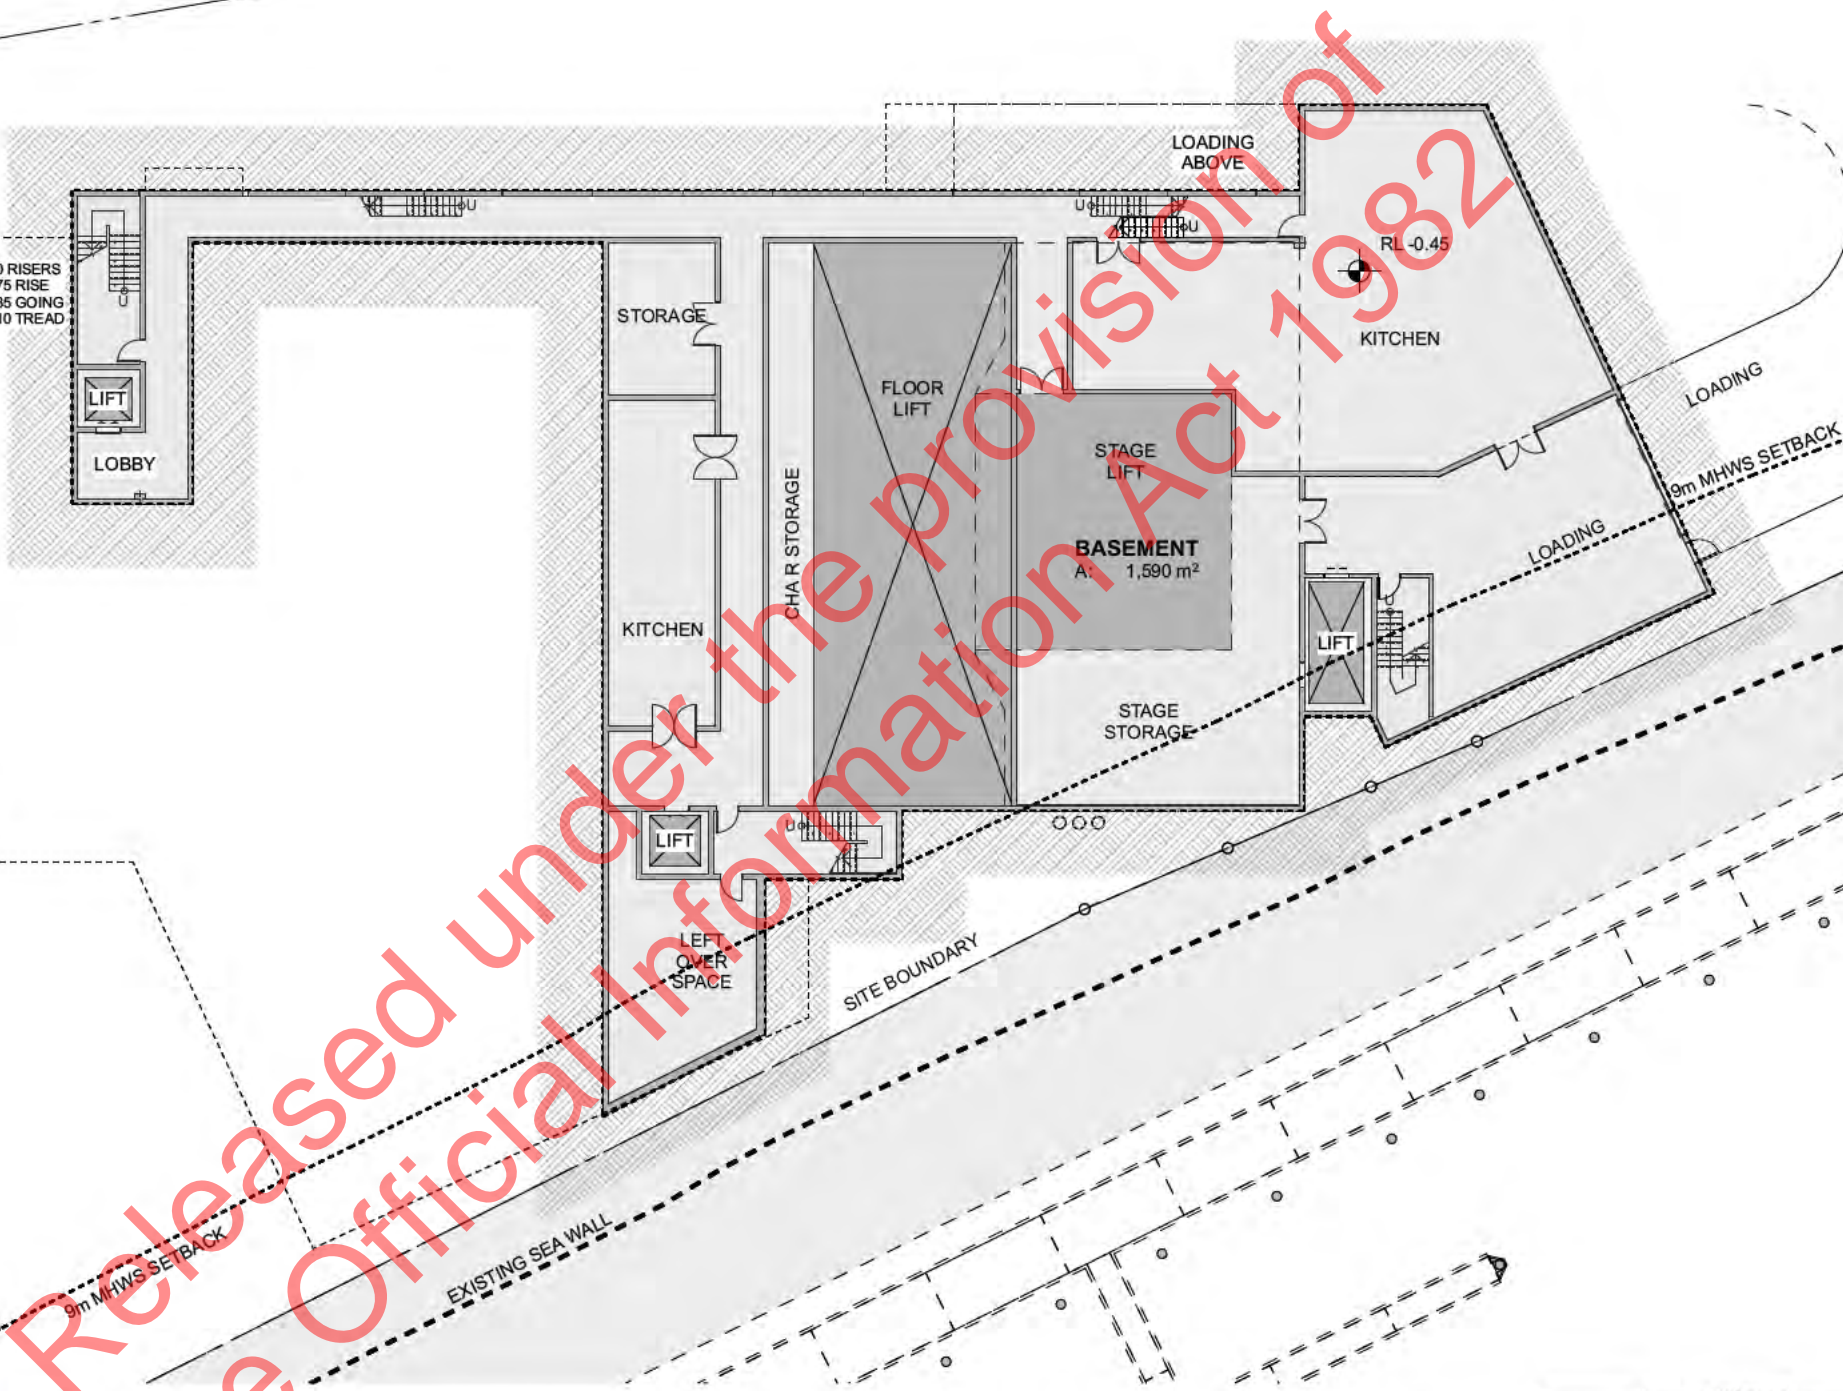 LOADING
ABOVE
RL -0.45
KITCHEN
LOADING
9m MHWS SETBACK
LOADING
0 RISERS
75 RISE
35 GOING
10 TREAD
U
U
U
U
LIFT
LOBBY
STORAGE
FLOOR
LIFT
STAGE
LIFT
CHAR STORAGE
BASEMENT
A: 1,590 m²
KITCHEN
U
LIFT
STAGE
STORAGE
LIFT
U
LEFT
OVER
SPACE
SITE BOUNDARY
EXISTING SEA WALL
9m MHWS SETBACK
Released under the provision of
e Official Information Act 1982